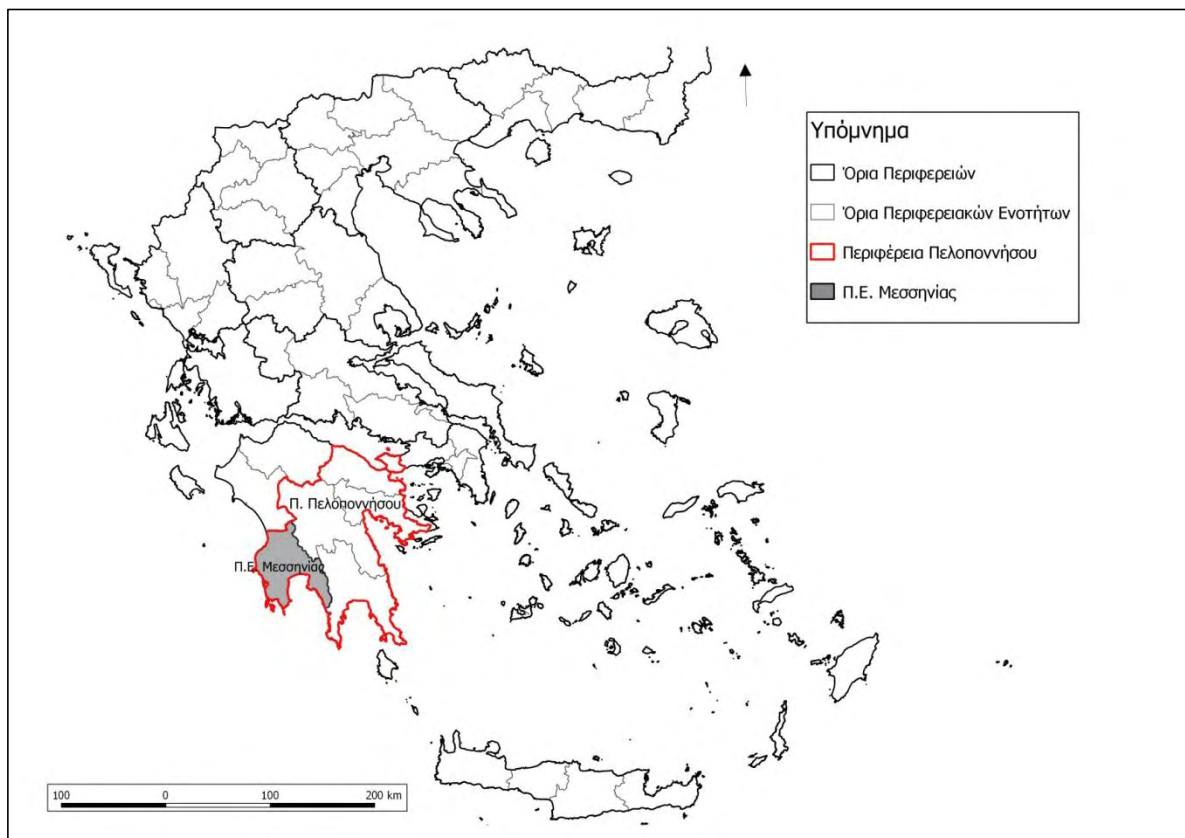 Υπόμνημα
Όρια Περιφερειών
Όρια Περιφερειακών Ενοτήτων
Περιφέρεια Πελοποννήσου
Π.Ε. Μεσσηνίας
Π. Πελοποννήσου
Π.Ε. Μεσσηνίας
100 0 100 200 km